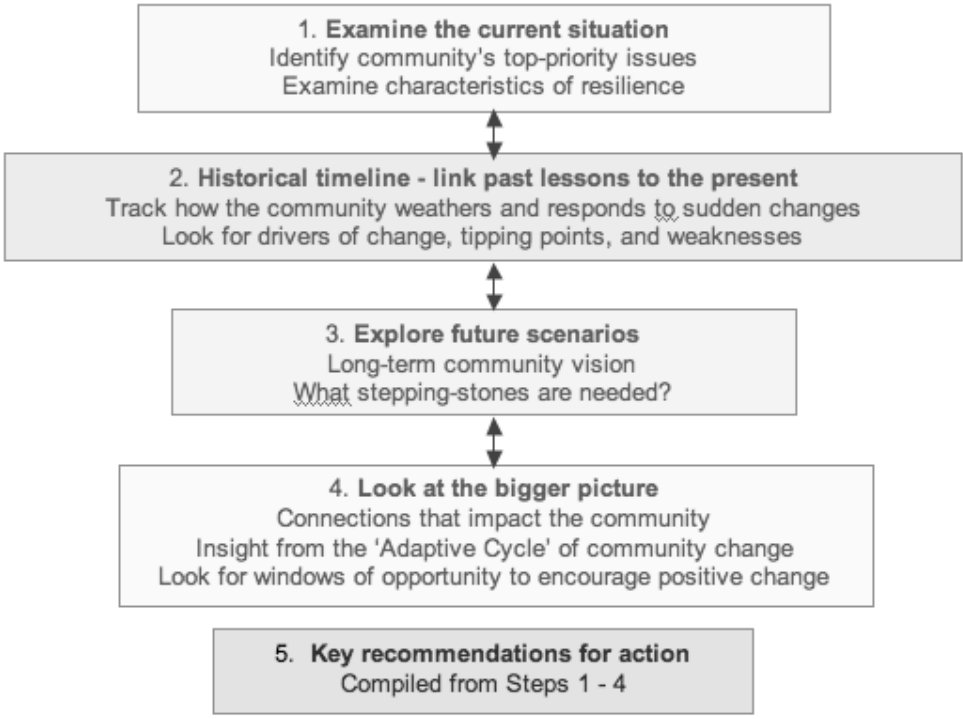 1. Examine the current situation
Identify community's top-priority issues
Examine characteristics of resilience
2. Historical timeline - link past lessons to the present
Track how the community weathers and responds to sudden changes
Look for drivers of change, tipping points, and weaknesses
3. Explore future scenarios
Long-term community vision
What stepping-stones are needed?
4. Look at the bigger picture
Connections that impact the community
Insight from the ‘Adaptive Cycle’ of community change
Look for windows of opportunity to encourage positive change
5. Key recommendations for action
Compiled from Steps 1 - 4